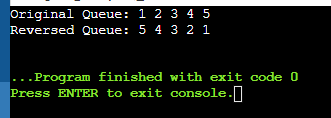 Original Queue: 1 2 3 4 5
Reversed Queue: 5 4 3 2 1
...Program finished with exit code 0
Press ENTER to exit console.